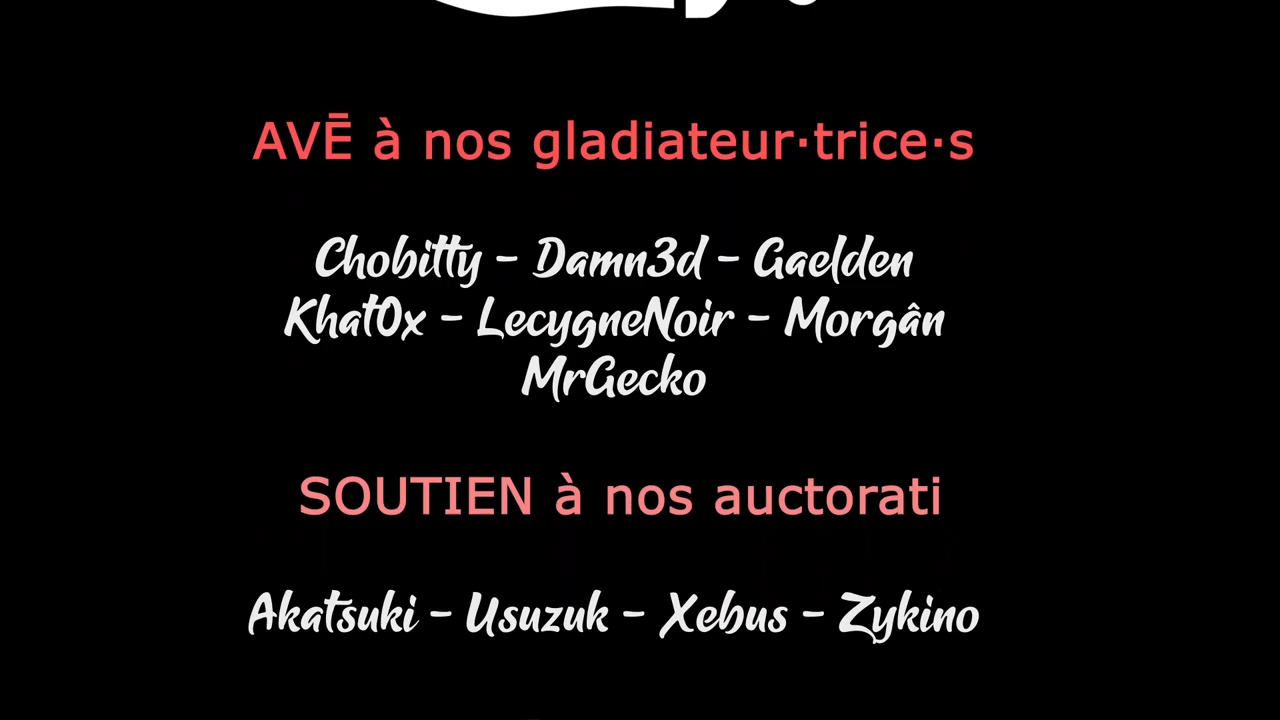 AVĒ à nos gladiateur·trice·s
Chobitty - Damn3d - Gaelden
Khat0x - LecygneNoir - Morgân
MrGecko
SOUTIEN à nos auctorati
Akatsuki - Usuzuk - Xebus - Zykino